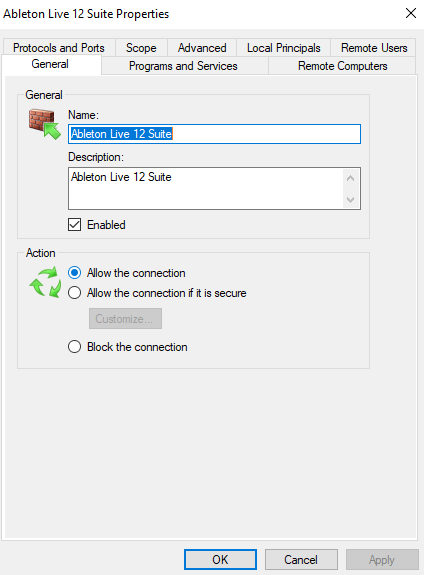 Ableton Live 12 Suite Properties
Protocols and Ports Scope Advanced Local Principals Remote Users
General Programs and Services Remote Computers
General
Name:
Ableton Live 12 Suite
Description:
Ableton Live 12 Suite
Enabled
Action
Allow the connection
Allow the connection if it is secure
Customize...
Block the connection
OK Cancel Apply